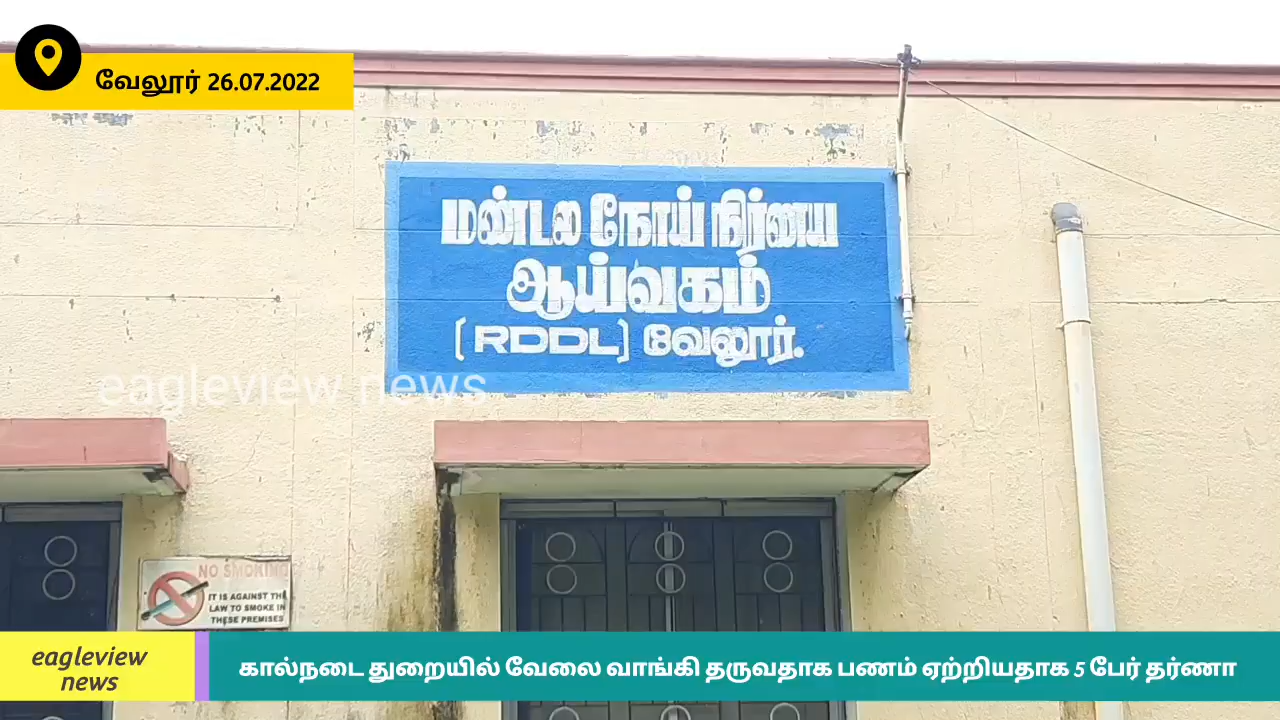 வேலூர் 26.07.2022
மண்டல நோய் நிர்ணய
ஆய்வகம்
(RDDL) வேலூர்.
eagleview news
NO SMOKING
IT IS AGAINST THE
LAW TO SMOKE IN
THESE PREMISES
eagleview
news
கால்நடை துறையில் வேலை வாங்கி தருவதாக பணம் ஏற்றியதாக 5 பேர் தர்ணா